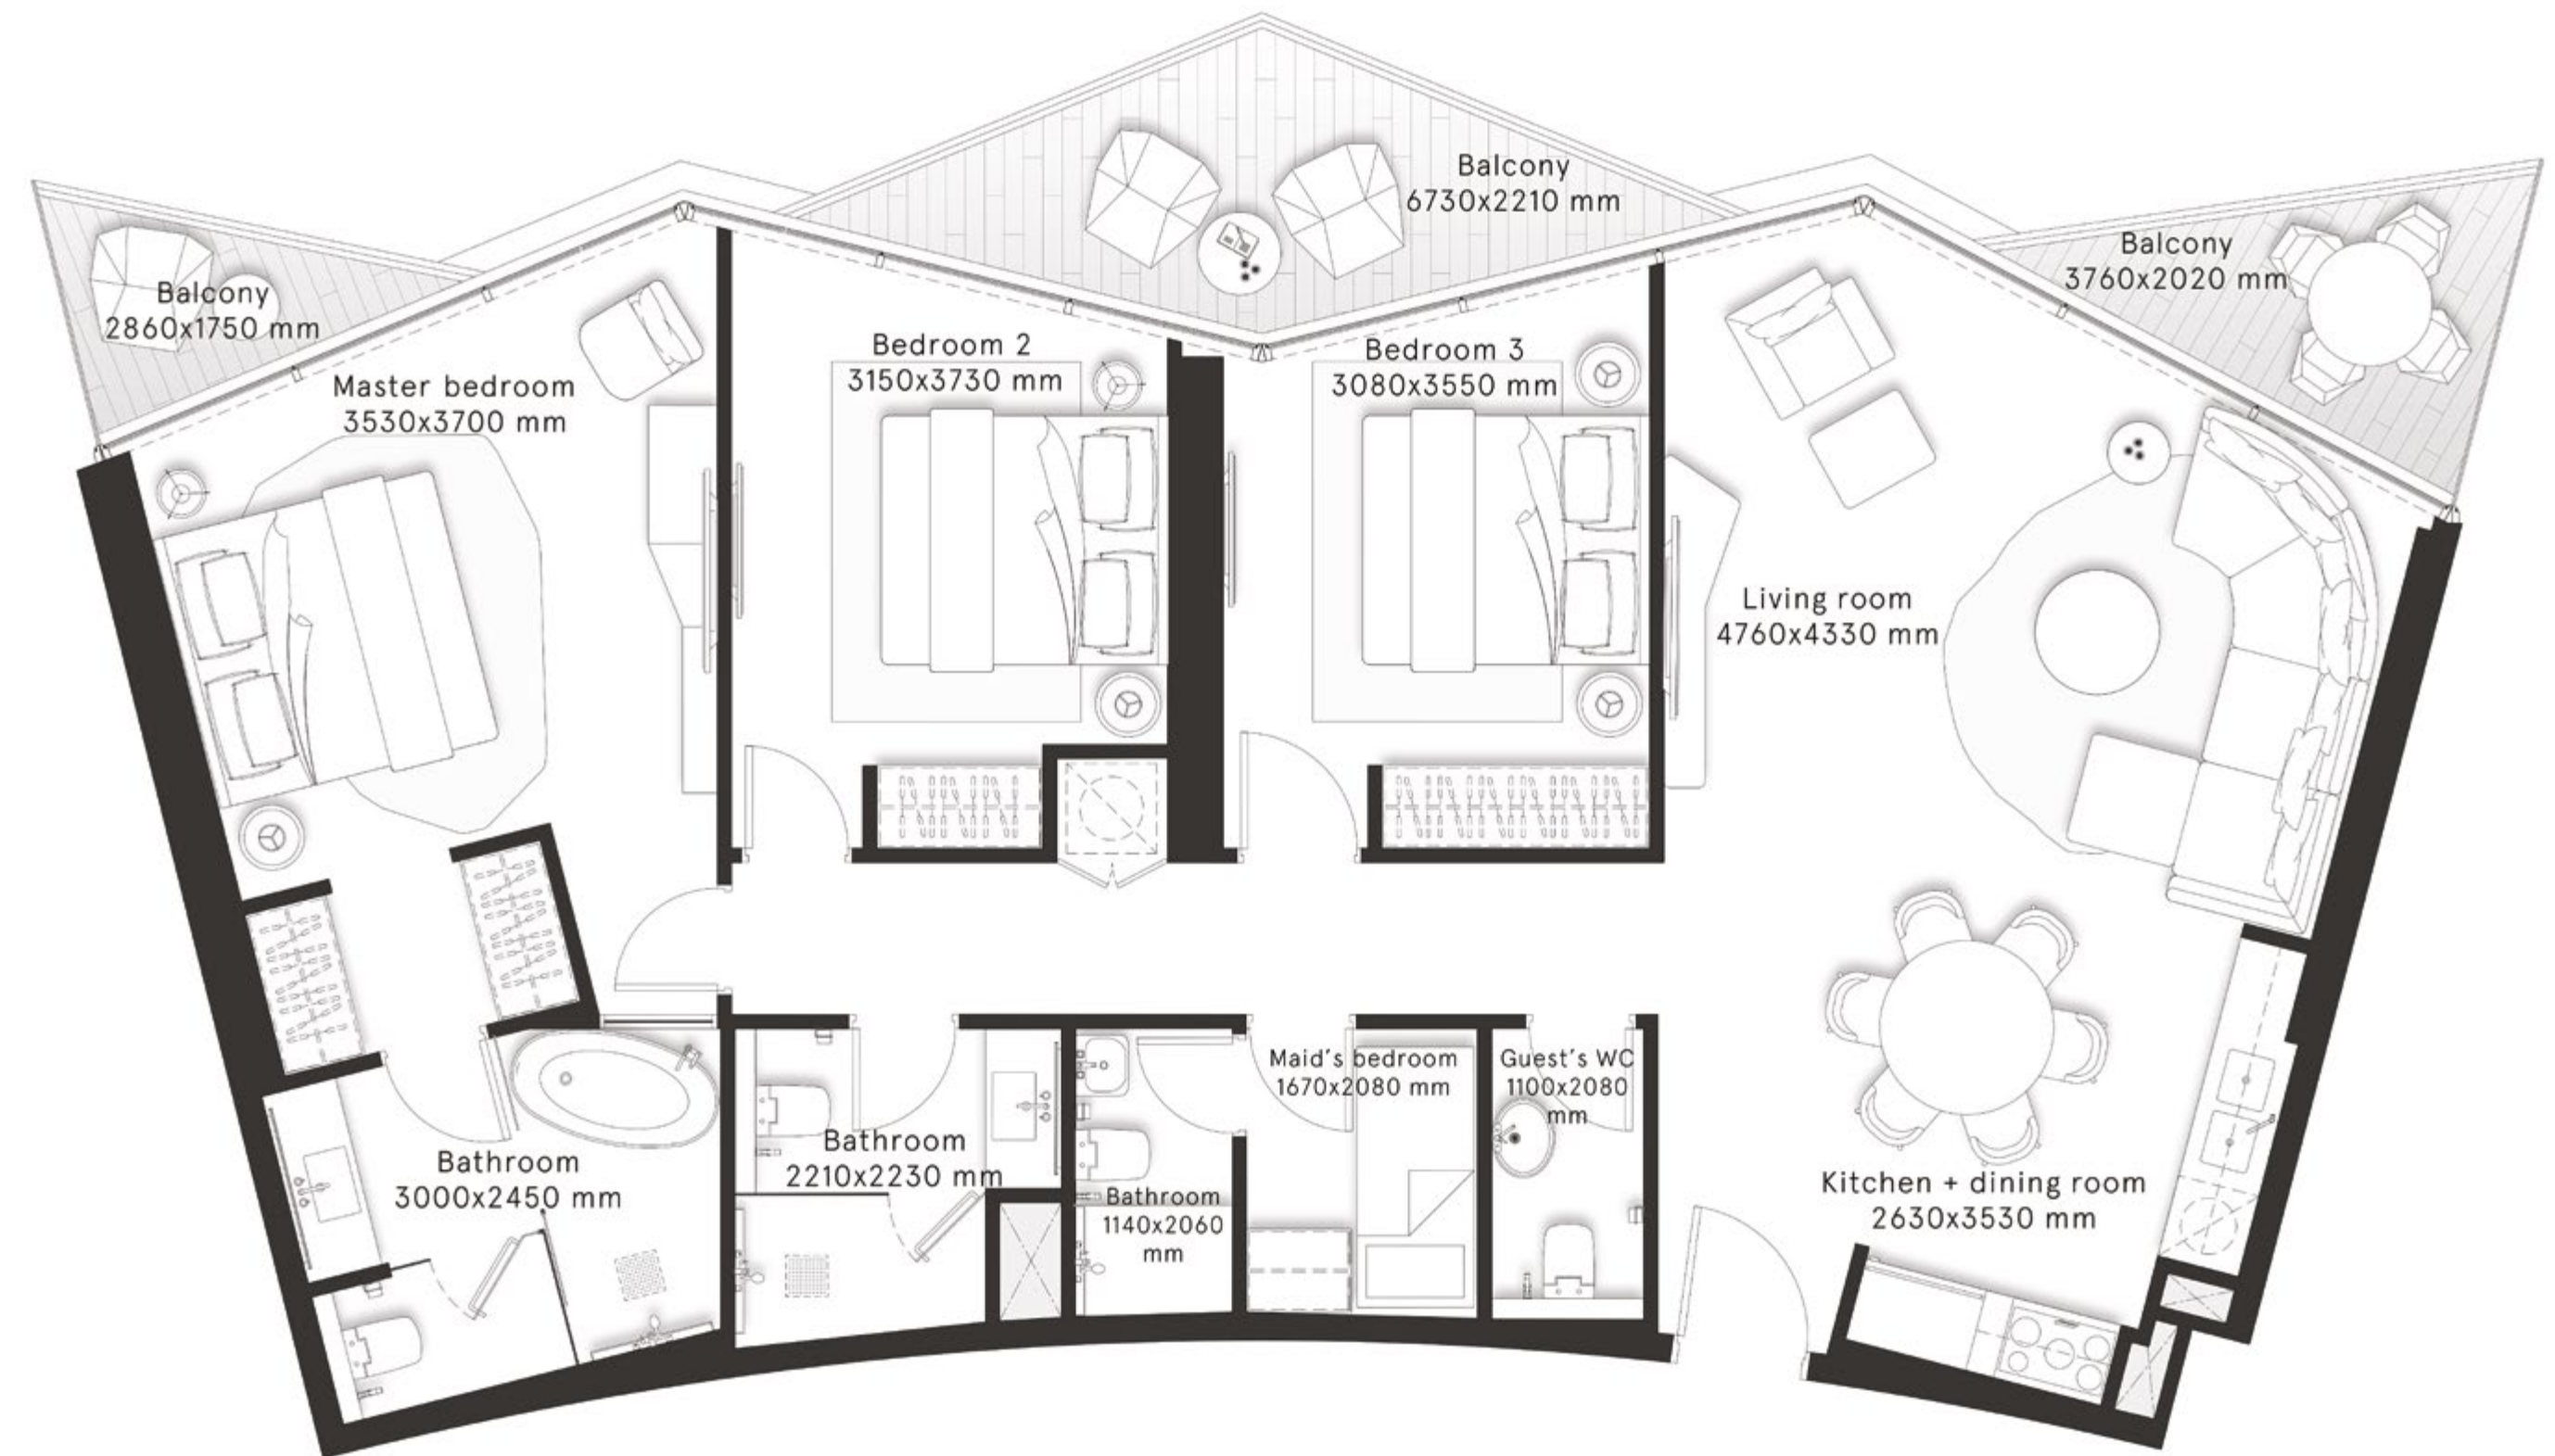 Balcony
6730x2210 mm
Balcony
3760x2020 mm
Balcony
2860x1750 mm
Master bedroom
3530x3700 mm
Bedroom 2
3150x3730 mm
Bedroom 3
3080x3550 mm
Living room
4760x4330 mm
Maid's bedroom
1670x2080 mm
Guest's WC
1100x2080
mm
Bathroom
2210x2230 mm
Bathroom
3000x2450 mm
Bathroom
1140x2060
mm
Kitchen + dining room
2630x3530 mm